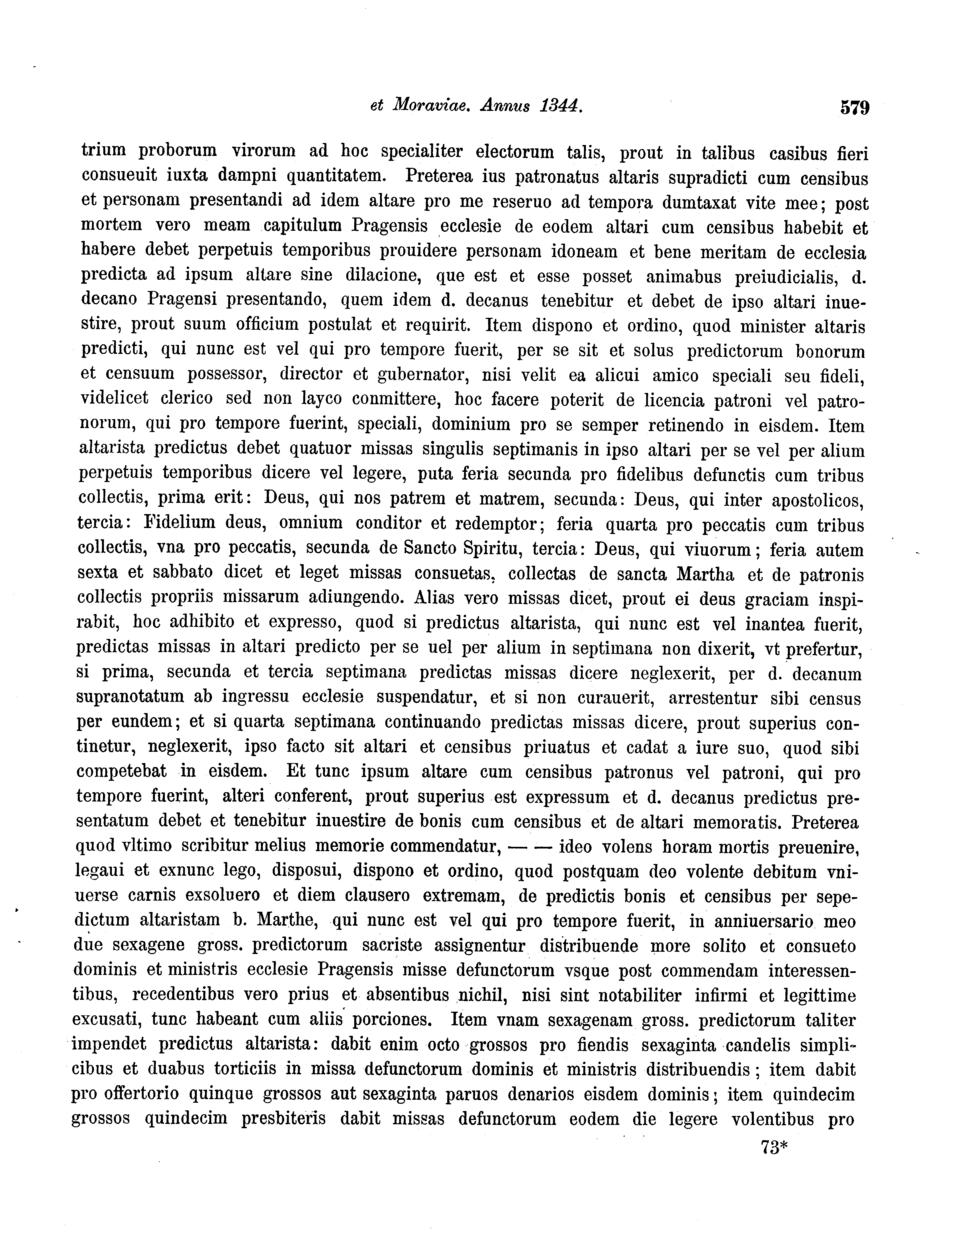 et Moraviae. Annus 1344. 579
trium proborum virorum ad hoc specialiter electorum talis, prout in talibus casibus fieri
consueuit iuxta dampni quantitatem. Preterea ius patronatus altaris supradicti cum censibus
et personam presentandi ad idem altare pro me reseruo ad tempora dumtaxat vite mee; post
mortem vero meam capitulum Pragensis ecclesie de eodem altari cum censibus habebit et
habere debet perpetuis temporibus prouidere personam idoneam et bene meritam de ecclesia
predicta ad ipsum altare sine dilacione, que est et esse posset animabus preiudicialis, d.
decano Pragensi presentando, quem idem d. decanus tenebitur et debet de ipso altari inue-
stire, prout suum officium postulat et requirit. Item dispono et ordino, quod minister altaris
predicti, qui nunc est vel qui pro tempore fuerit, per se sit et solus predictorum bonorum
et censuum possessor, director et gubernator, nisi velit ea alicui amico speciali seu fideli,
videlicet clerico sed non layco conmittere, hoc facere poterit de licencia patroni vel patro-
norum, qui pro tempore fuerint, speciali, dominium pro se semper retinendo in eisdem. Item
altarista predictus debet quatuor missas singulis septimanis in ipso altari per se vel per alium
perpetuis temporibus dicere vel legere, puta feria secunda pro fidelibus defunctis cum tribus
collectis, prima erit: Deus, qui nos patrem et matrem, secunda: Deus, qui inter apostolicos,
tercia: Fidelium deus, omnium conditor et redemptor; feria quarta pro peccatis cum tribus
collectis, vna pro peccatis, secunda de Sancto Spiritu, tercia: Deus, qui viuorum; feria autem
sexta et sabbato dicet et leget missas consuetas, collectas de sancta Martha et de patronis
collectis propriis missarum adiungendo. Alias vero missas dicet, prout ei deus graciam inspi-
rabit, hoc adhibito et expresso, quod si predictus altarista, qui nunc est vel inantea fuerit,
predictas missas in altari predicto per se uel per alium in septimana non dixerit, vt prefertur,
si prima, secunda et tercia septimana predictas missas dicere neglexerit, per d. decanum
supranotatum ab ingressu ecclesie suspendatur, et si non curauerit, arrestentur sibi census
per eundem; et si quarta septimana continuando predictas missas dicere, prout superius con-
tinetur, neglexerit, ipso facto sit altari et censibus priuatus et cadat a iure suo, quod sibi
competebat in eisdem. Et tunc ipsum altare cum censibus patronus vel patroni, qui pro
tempore fuerint, alteri conferent, prout superius est expressum et d. decanus predictus pre-
sentatum debet et tenebitur inuestire de bonis cum censibus et de altari memoratis. Preterea
quod vltimo scribitur melius memorie commendatur, — — ideo volens horam mortis preuenire,
legaui et exnunc lego, disposui, dispono et ordino, quod postquam deo volente debitum vni-
uerse carnis exsoluero et diem clausero extremam, de predictis bonis et censibus per sepe-
dictum altaristam b. Marthe, qui nunc est vel qui pro tempore fuerit, in anniuersario meo
due sexagene gross. predictorum sacriste assignentur distribuende more solito et consueto
dominis et ministris ecclesie Pragensis misse defunctorum vsque post commendam interessen-
tibus, recedentibus vero prius et absentibus nichil, nisi sint notabiliter infirmi et legittime
excusati, tunc habeant cum aliis porciones. Item vnam sexagenam gross. predictorum taliter
impendet predictus altarista: dabit enim octo grossos pro fiendis sexaginta candelis simpli-
cibus et duabus torticiis in missa defunctorum dominis et ministris distribuendis; item dabit
pro offertorio quinque grossos aut sexaginta paruos denarios eisdem dominis; item quindecim
grossos quindecim presbiteris dabit missas defunctorum eodem die legere volentibus pro
73*